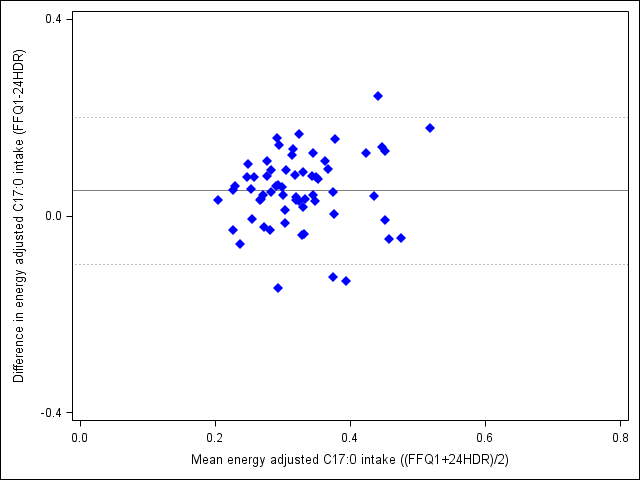 Difference in energy adjusted C17:0 intake (FFQ1-24HDR)
0.4
0.0
-0.4
0.0 0.2 0.4 0.6 0.8
Mean energy adjusted C17:0 intake ((FFQ1+24HDR)/2)